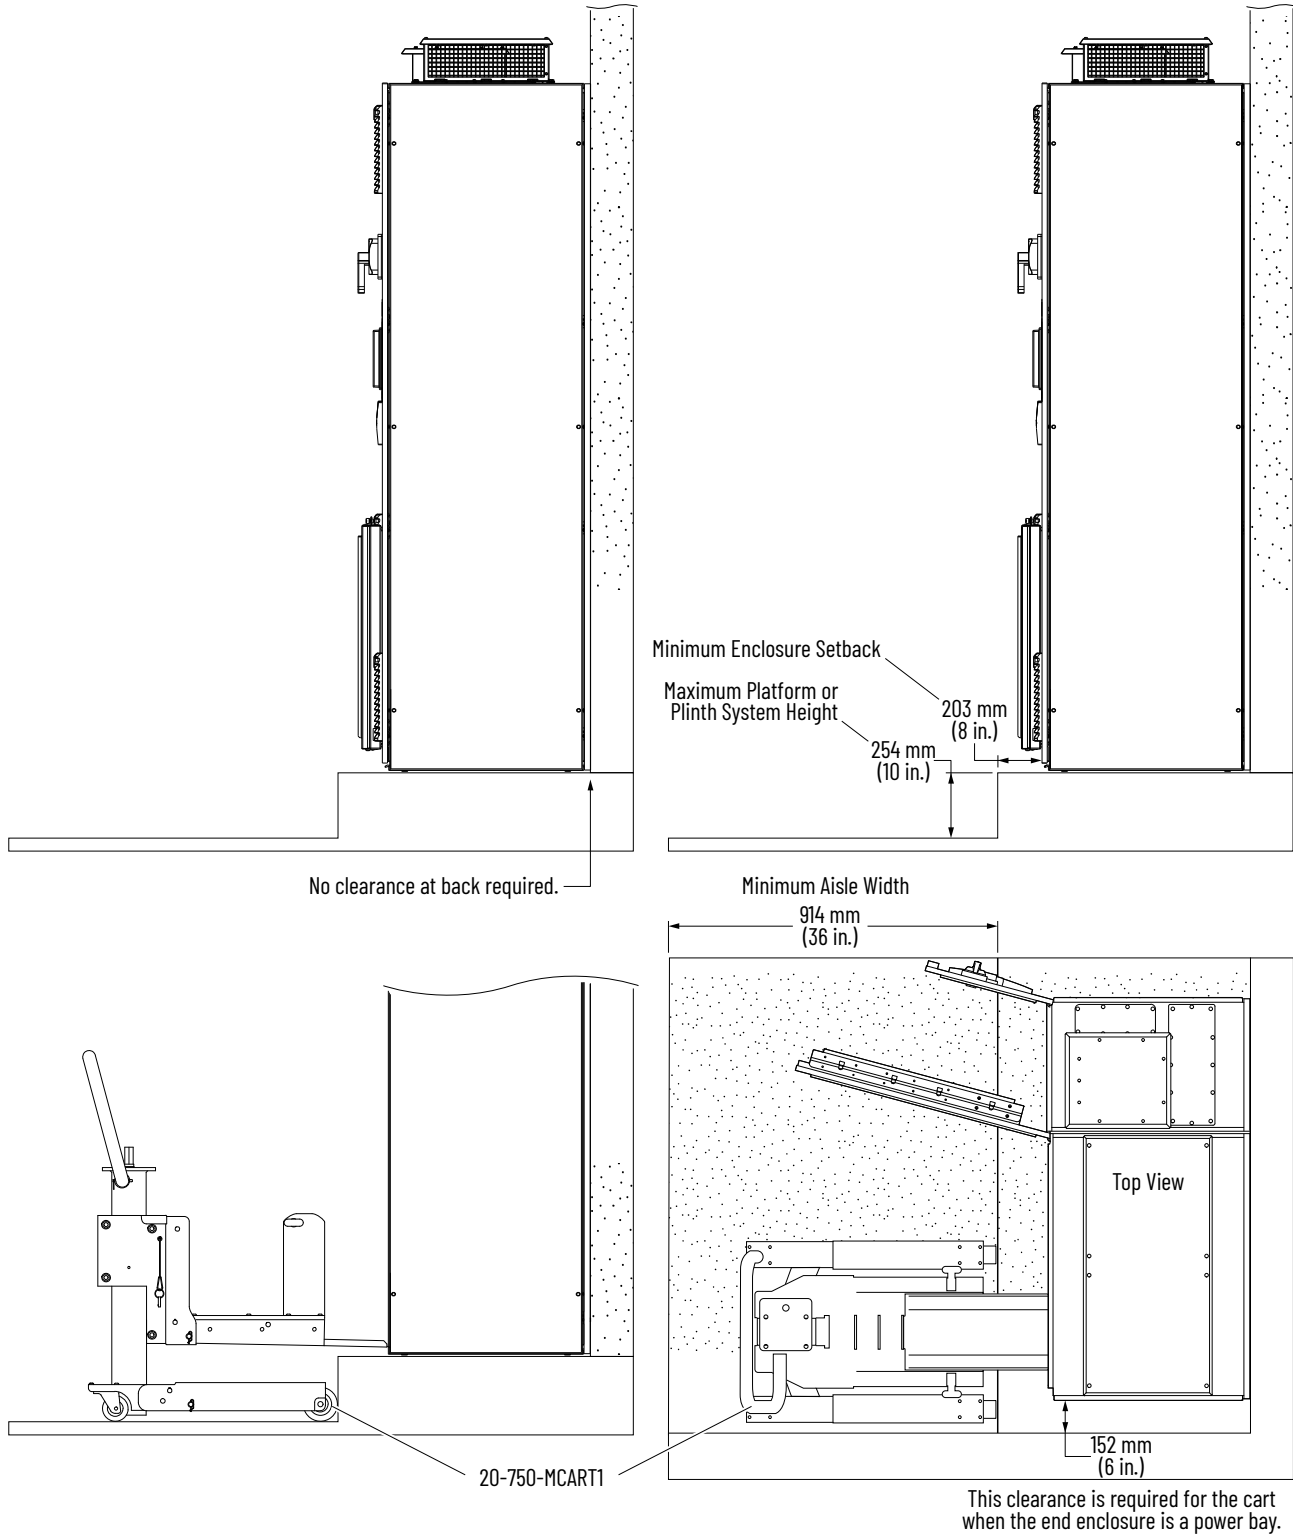 Minimum Enclosure Setback
Maximum Platform or
Plinth System Height
203 mm
(8 in.)
254 mm
(10 in.)
No clearance at back required.
Minimum Aisle Width
914 mm
(36 in.)
Top View
20-750-MCART1
152 mm
(6 in.)
This clearance is required for the cart
when the end enclosure is a power bay.